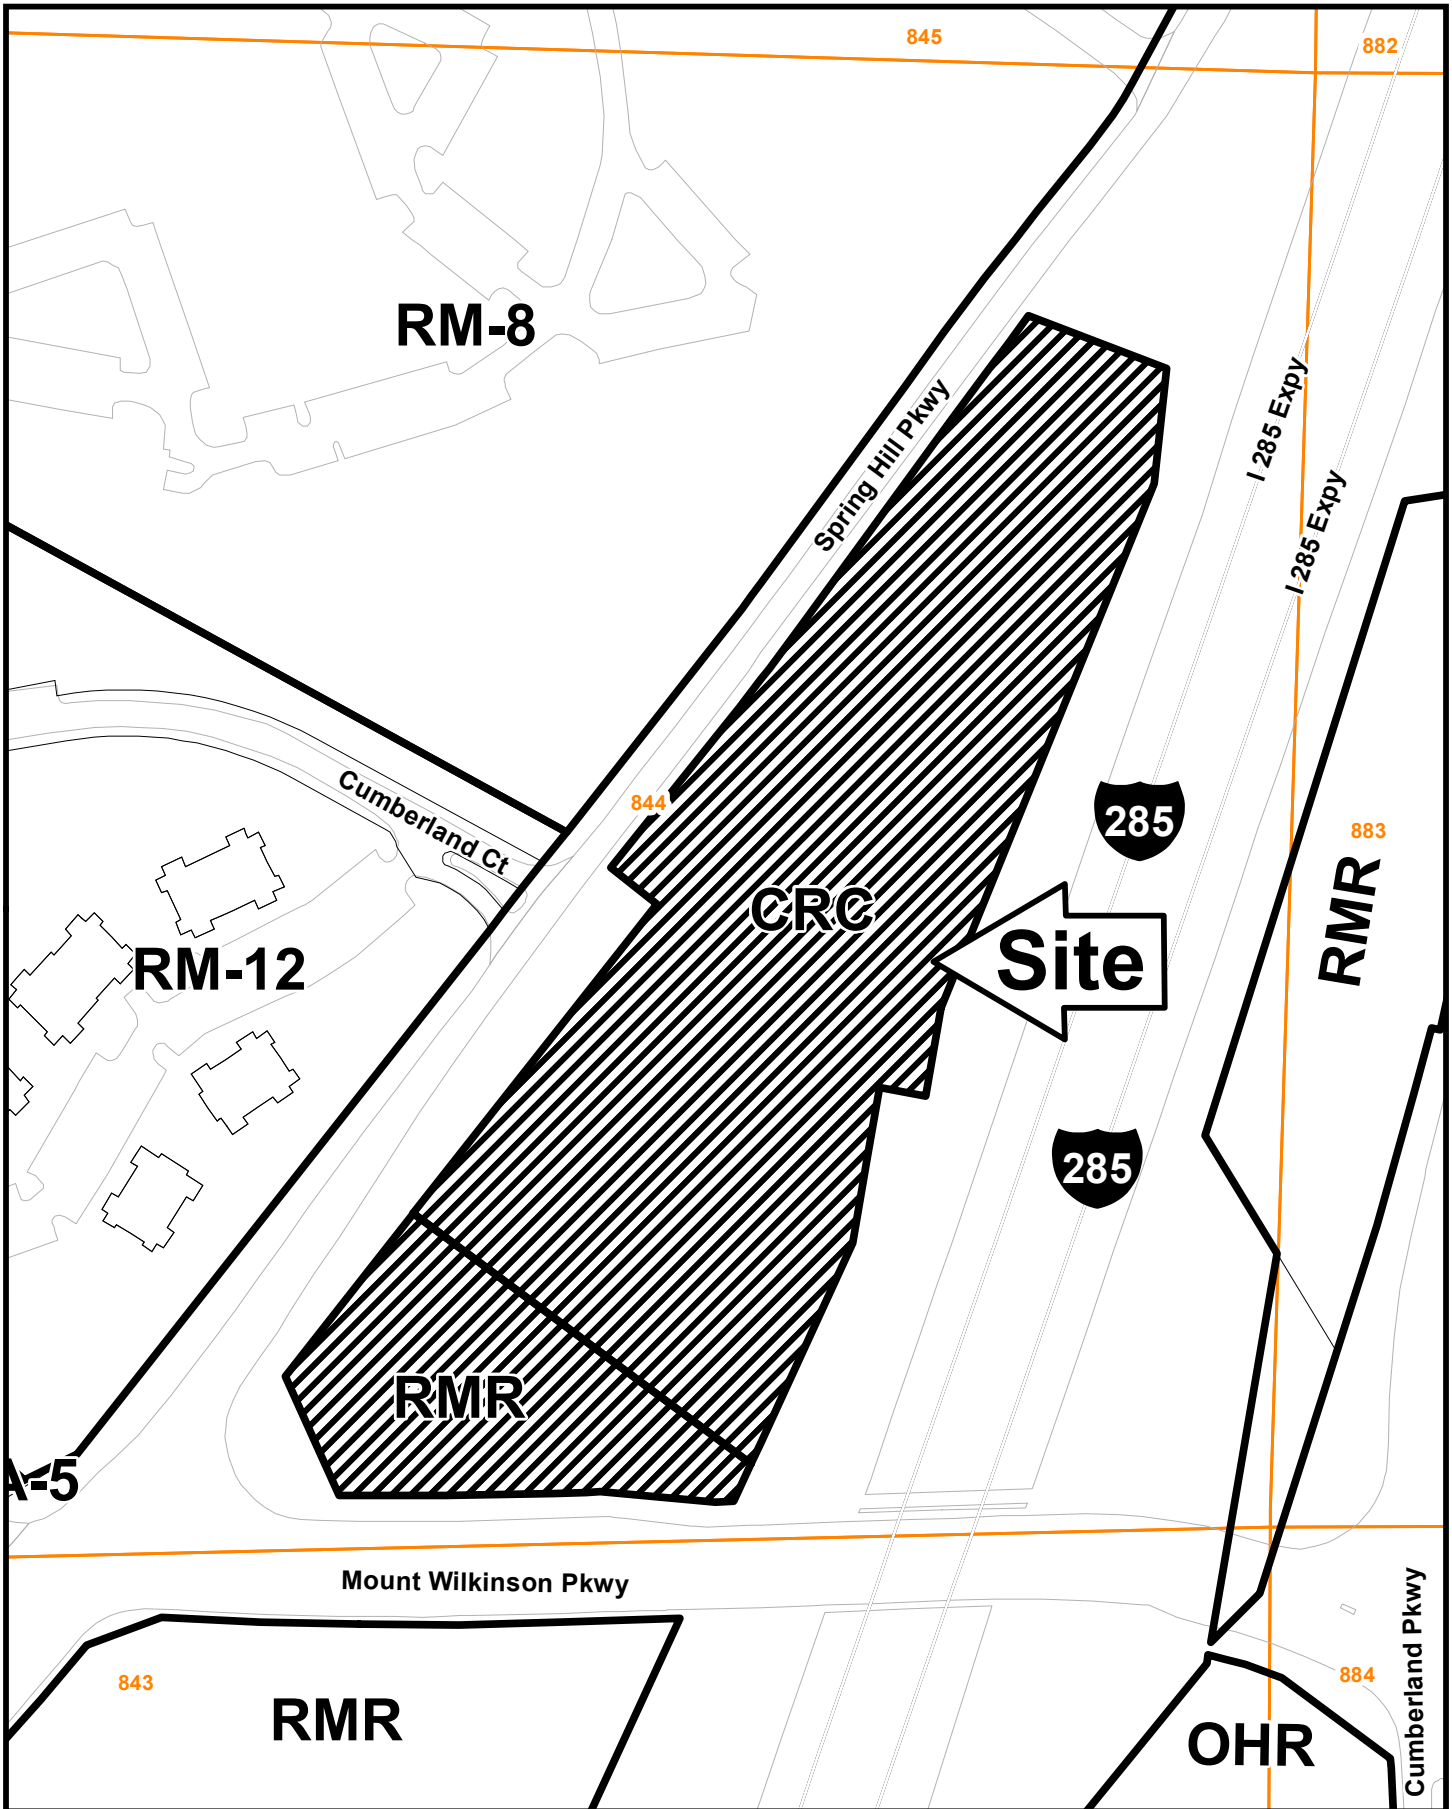 845
882
RM-8
I 285 Expy
Spring Hill Pkwy
I 285 Expy
Cumberland Ct
844
285
883
CRC
RMR
Site
RM-12
285
RMR
A-5
Mount Wilkinson Pkwy
Cumberland Pkwy
843
884
RMR
OHR